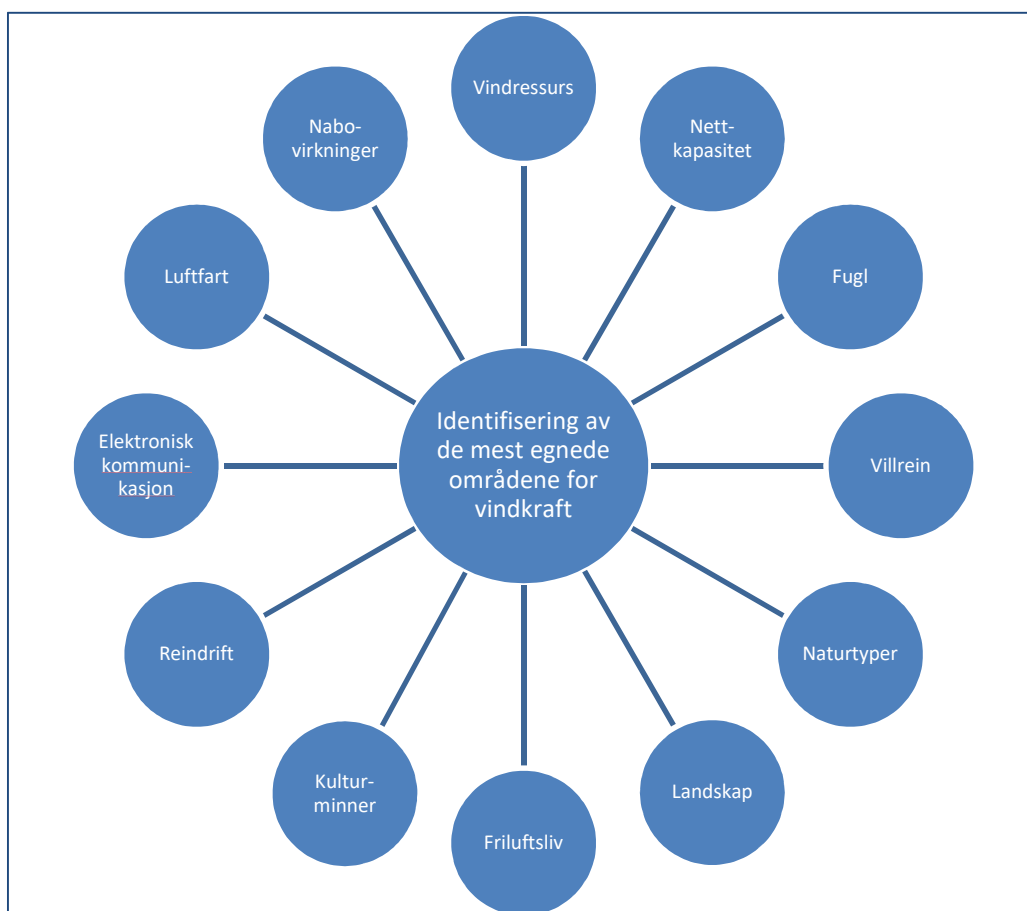 Vindressurs
Nett-
kapasitet
Fugl
Villrein
Naturtyper
Landskap
Friluftsliv
Kultur-
minner
Reindrift
Elektronisk
kommuni-
kasjon
Luftfart
Nabo-
virkninger
Identifisering av
de mest egnede
områdene for
vindkraft